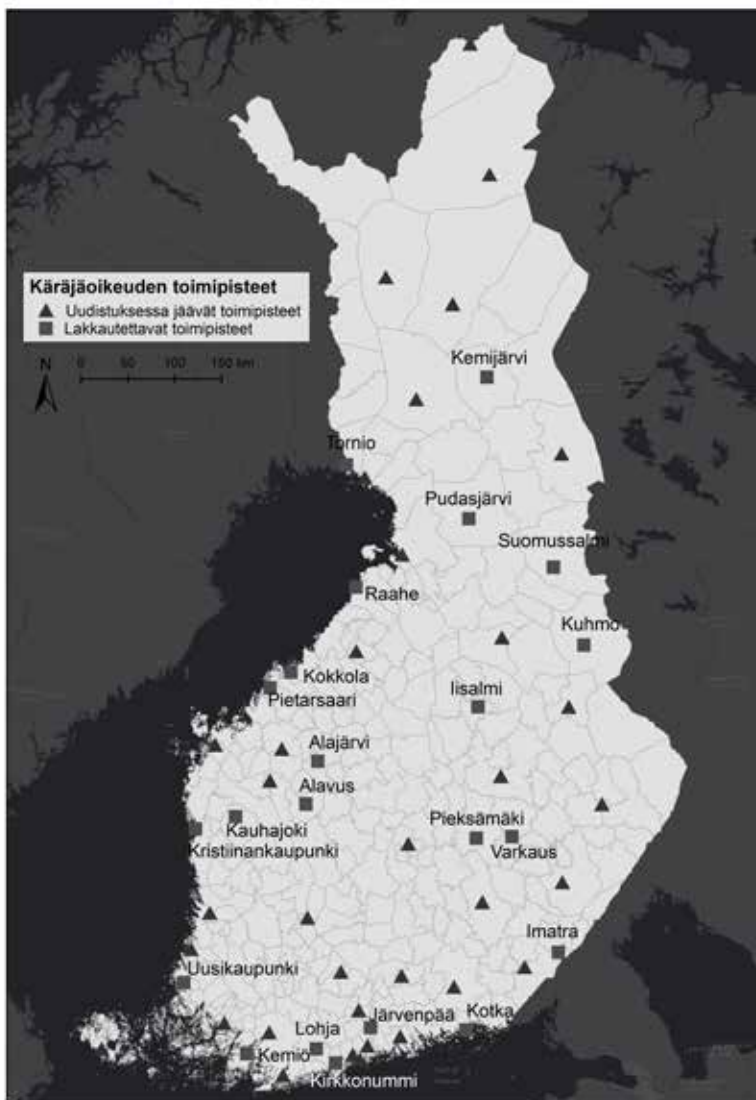 Käräjäoikeuden toimipisteet
Uudistuksessa jäävät toimipisteet
Lakkautettavat toimipisteet
N
0 50 100 150 km
Kemijärvi
Tornio
Pudasjärvi
Suomussalmi
Raahe
Kuhmo
Kokkola
Iisalmi
Pietarsaari
Alajärvi
Alavus
Kauhajoki
Pieksämäki
Kristiinankaupunki
Varkaus
Imatra
Uusikaupunki
Järvenpää
Kotka
Lohja
Kemiö
Kirkkonummi